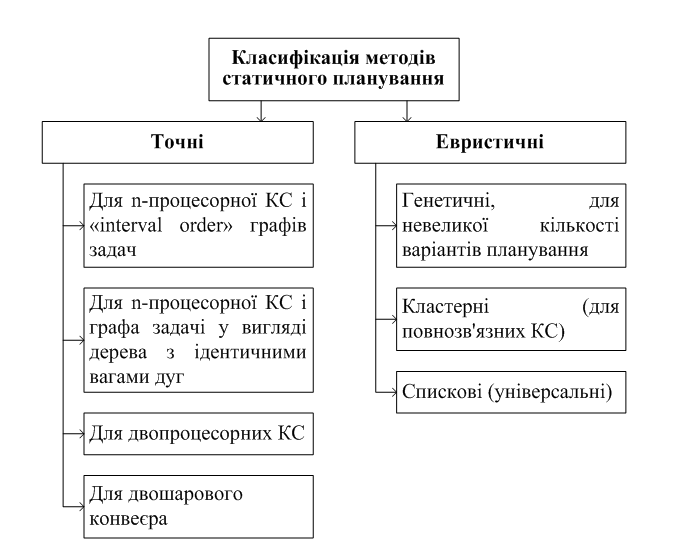 Класифікація методів
статичного планування
Точні
Для n-процесорної КС і
«interval order» графів
задач
Для n-процесорної КС і
графа задачі у вигляді
дерева з ідентичними
вагами дуг
Для двопроцесорних КС
Для двошарового
конвеєра
Евристичні
Генетичні, для
невеликої кількості
варіантів планування
Кластерні (для
повнозв'язних КС)
Спискові (універсальні)